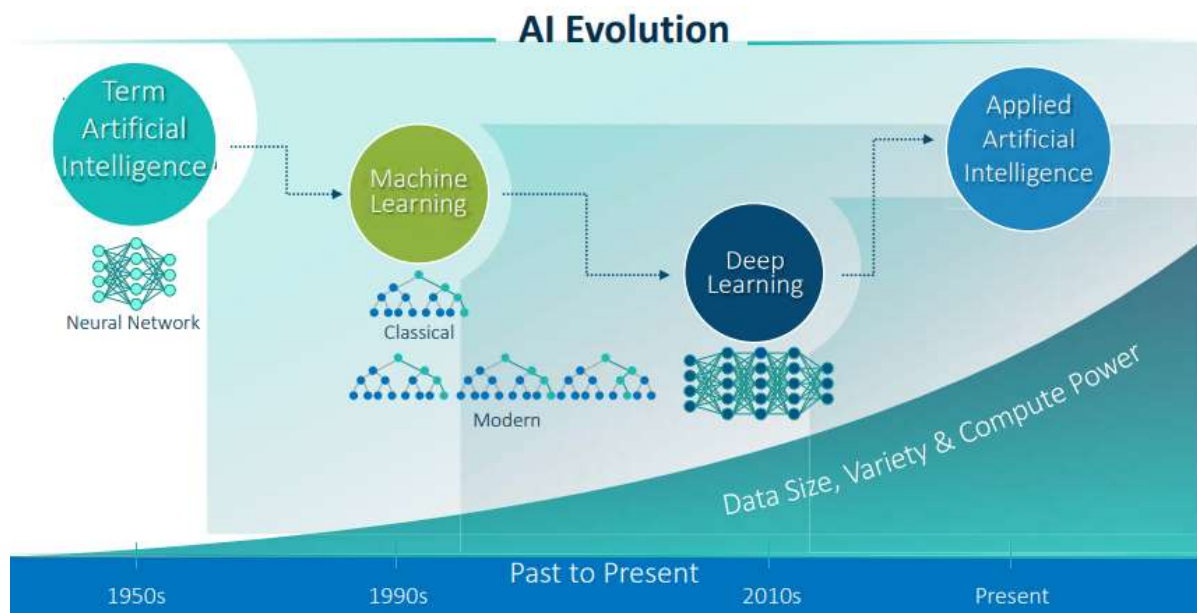 AI Evolution
Term
Artificial
Intelligence
Neural Network
Machine
Learning
Classical
Modern
Deep
Learning
Applied
Artificial
Intelligence
Data Size, Variety & Compute Power
Past to Present
1950s
1990s
2010s
Present